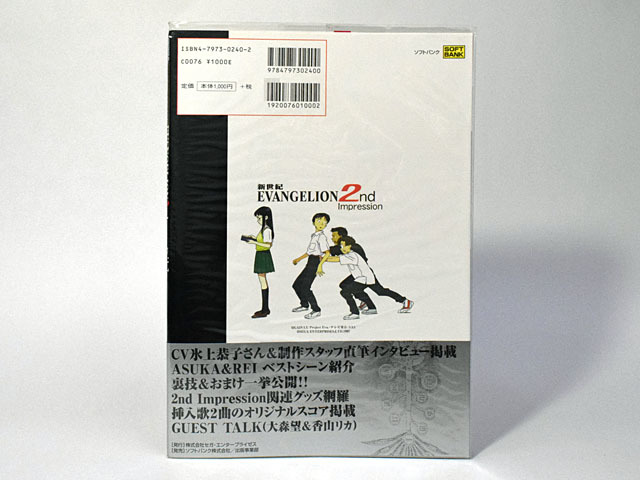 ISBN4-7973-0240-2
C0076 ¥1000E
9784797302400
定価 本体1,000円 +税
1920076010002
ソフトバンク SOFT BANK
新世紀
EVANGELION 2nd
Impression
CV氷上恭子さん&制作スタッフ直筆インタビュー掲載
ASUKA&REI ベストシーン紹介
裏技&おまけ一挙公開!!
2nd Impression関連グッズ網羅
挿入歌2曲のオリジナルスコア掲載
GUEST TALK(大森望&香山リカ)
[発行]株式会社セガ・エンタープライゼス
[発売]ソフトバンク株式会社/出版事業部